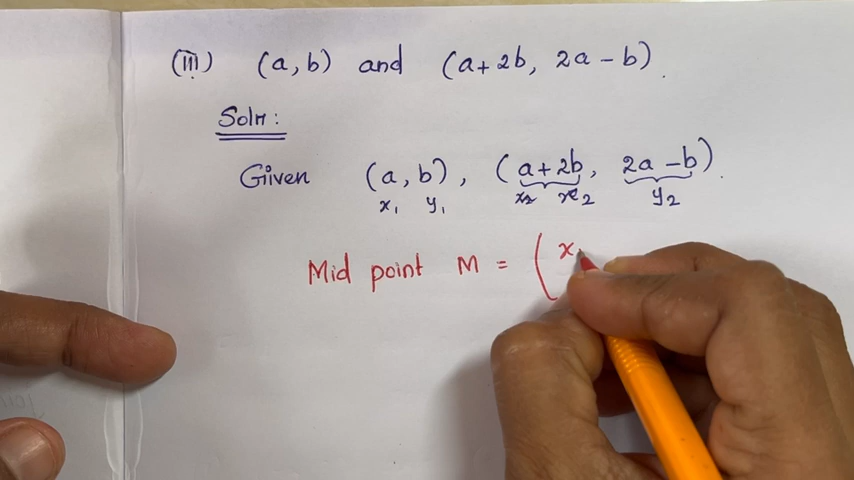 (III) (a, b) and (a+2b, 2a-b).
Soln:
Given (a, b), (a+2b, 2a-b).
x₁ y₁ x₂ y₂
Mid point M = ( x